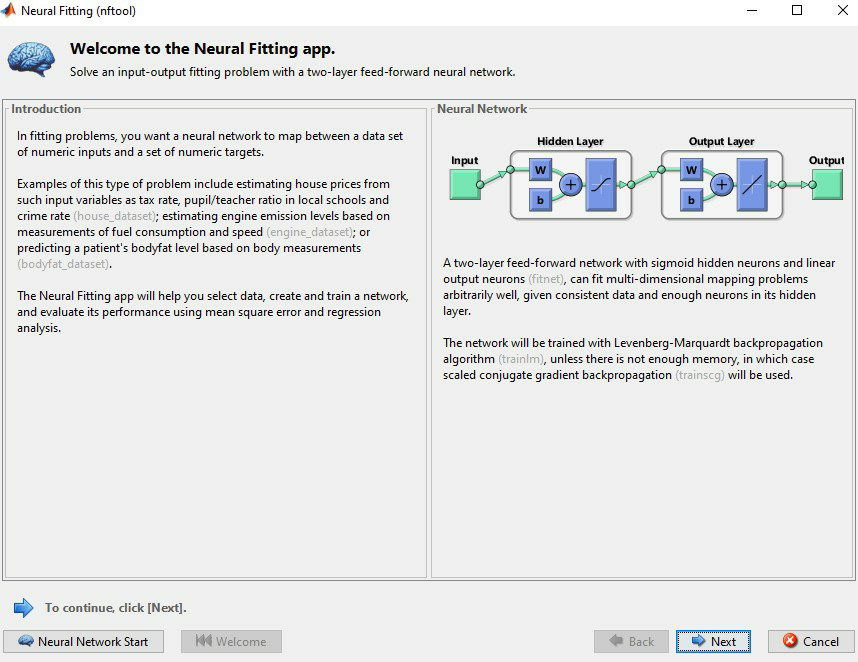 Neural Fitting (nftool)
Welcome to the Neural Fitting app.
Solve an input-output fitting problem with a two-layer feed-forward neural network.
Introduction
In fitting problems, you want a neural network to map between a data set
of numeric inputs and a set of numeric targets.
Examples of this type of problem include estimating house prices from
such input variables as tax rate, pupil/teacher ratio in local schools and
crime rate (house_dataset); estimating engine emission levels based on
measurements of fuel consumption and speed (engine_dataset); or
predicting a patient's bodyfat level based on body measurements
(bodyfat_dataset).
The Neural Fitting app will help you select data, create and train a network,
and evaluate its performance using mean square error and regression
analysis.
Neural Network
Hidden Layer
Output Layer
Input
Output
W
b
+
W
b
+
A two-layer feed-forward network with sigmoid hidden neurons and linear
output neurons (fitnet), can fit multi-dimensional mapping problems
arbitrarily well, given consistent data and enough neurons in its hidden
layer.
The network will be trained with Levenberg-Marquardt backpropagation
algorithm (trainlm), unless there is not enough memory, in which case
scaled conjugate gradient backpropagation (trainscg) will be used.
To continue, click [Next].
Neural Network Start
Welcome
Back
Next
Cancel